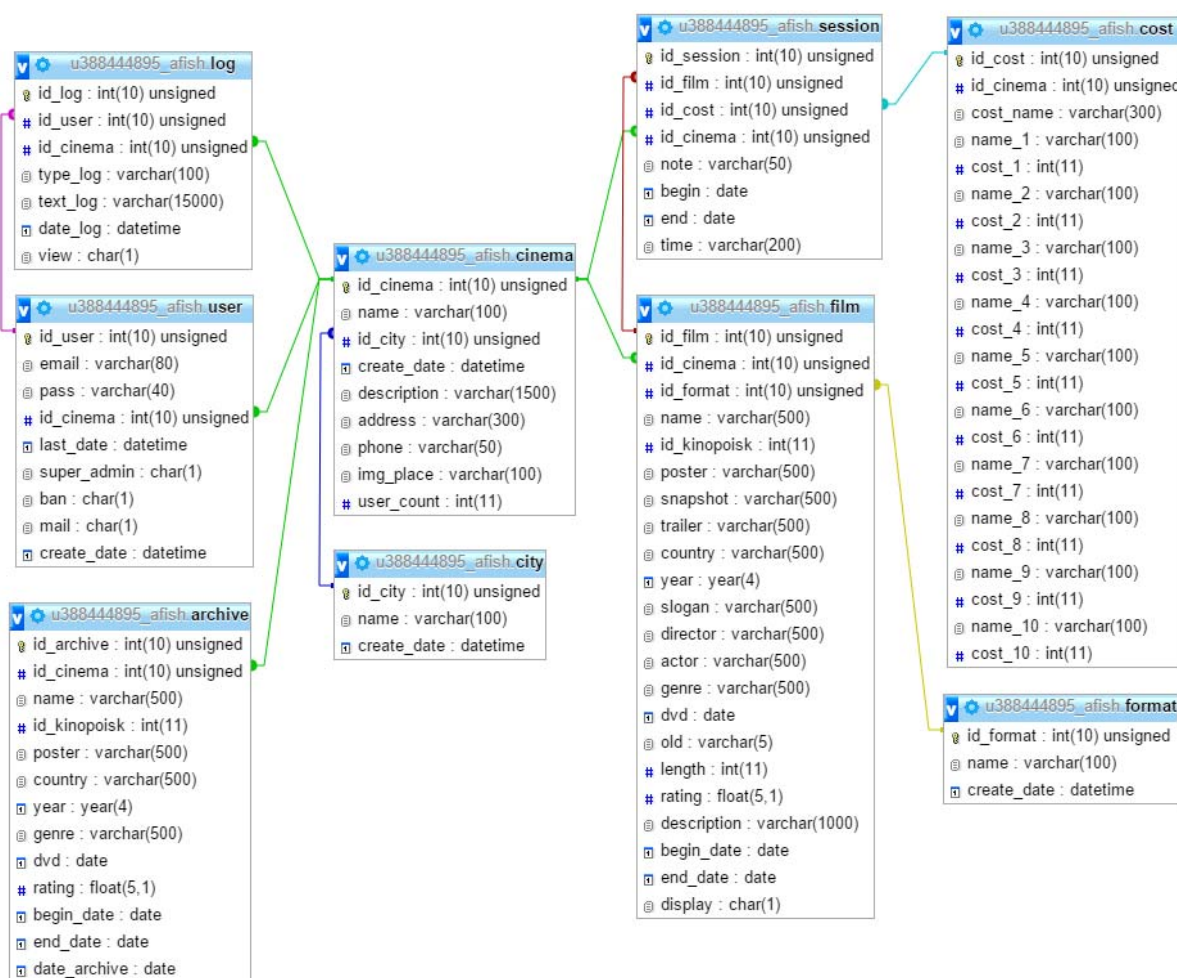 u388444895_afish.log
id_log : int(10) unsigned
id_user : int(10) unsigned
id_cinema : int(10) unsigned
type_log : varchar(100)
text_log : varchar(15000)
date_log : datetime
view : char(1)
u388444895_afish.user
id_user : int(10) unsigned
email : varchar(80)
pass : varchar(40)
id_cinema : int(10) unsigned
last_date : datetime
super_admin : char(1)
ban : char(1)
mail : char(1)
create_date : datetime
u388444895_afish.archive
id_archive : int(10) unsigned
id_cinema : int(10) unsigned
name : varchar(500)
id_kinopoisk : int(11)
poster : varchar(500)
country : varchar(500)
year : year(4)
genre : varchar(500)
dvd : date
rating : float(5,1)
begin_date : date
end_date : date
date_archive : date
u388444895_afish.cinema
id_cinema : int(10) unsigned
name : varchar(100)
id_city : int(10) unsigned
create_date : datetime
description : varchar(1500)
address : varchar(300)
phone : varchar(50)
img_place : varchar(100)
user_count : int(11)
u388444895_afish.city
id_city : int(10) unsigned
name : varchar(100)
create_date : datetime
u388444895_afish.session
id_session : int(10) unsigned
id_film : int(10) unsigned
id_cost : int(10) unsigned
id_cinema : int(10) unsigned
note : varchar(50)
begin : date
end : date
time : varchar(200)
u388444895_afish.film
id_film : int(10) unsigned
id_cinema : int(10) unsigned
id_format : int(10) unsigned
name : varchar(500)
id_kinopoisk : int(11)
poster : varchar(500)
snapshot : varchar(500)
trailer : varchar(500)
country : varchar(500)
year : year(4)
slogan : varchar(500)
director : varchar(500)
actor : varchar(500)
genre : varchar(500)
dvd : date
old : varchar(5)
length : int(11)
rating : float(5,1)
description : varchar(1000)
begin_date : date
end_date : date
display : char(1)
u388444895_afish.cost
id_cost : int(10) unsigned
id_cinema : int(10) unsigned
cost_name : varchar(300)
name_1 : varchar(100)
cost_1 : int(11)
name_2 : varchar(100)
cost_2 : int(11)
name_3 : varchar(100)
cost_3 : int(11)
name_4 : varchar(100)
cost_4 : int(11)
name_5 : varchar(100)
cost_5 : int(11)
name_6 : varchar(100)
cost_6 : int(11)
name_7 : varchar(100)
cost_7 : int(11)
name_8 : varchar(100)
cost_8 : int(11)
name_9 : varchar(100)
cost_9 : int(11)
name_10 : varchar(100)
cost_10 : int(11)
u388444895_afish.format
id_format : int(10) unsigned
name : varchar(100)
create_date : datetime